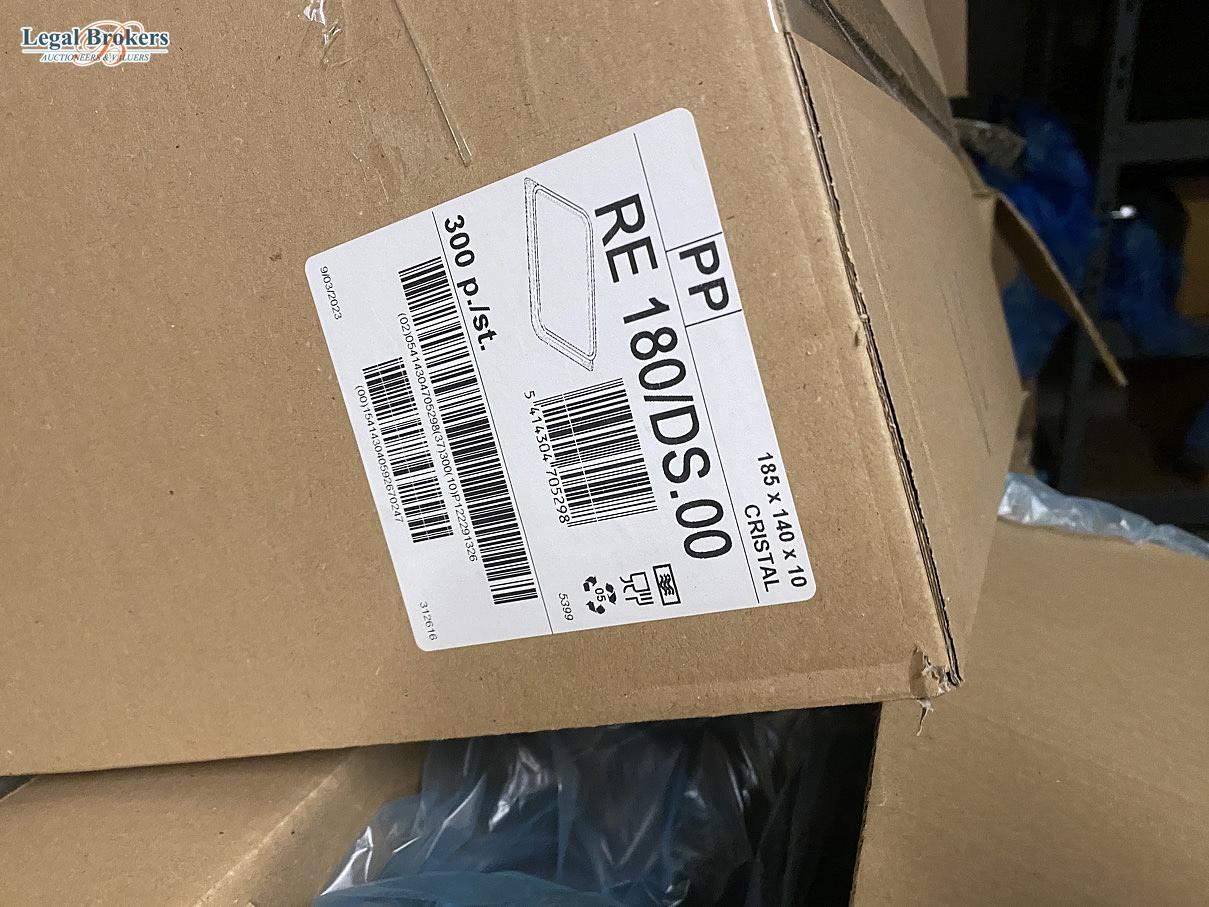 Legal Brokers
AUCTIONEERS & VALUERS
PP
185 x 140 x 10
CRISTAL
RE 180/DS.00
5 414304 705298
05
5399
300 p./st.
(02)05414304705298(37)300(10)P122291326
(00)154143040592670247
9/03/2023
312616